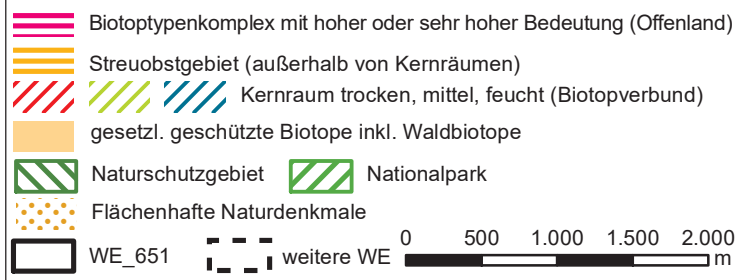 Biotoptypenkomplex mit hoher oder sehr hoher Bedeutung (Offenland)
Streuobstgebiet (außerhalb von Kernräumen)
Kernraum trocken, mittel, feucht (Biotopverbund)
gesetzl. geschützte Biotope inkl. Waldbiotope
Naturschutzgebiet Nationalpark
Flächenhafte Naturdenkmale
0 500 1.000 1.500 2.000
WE_651 weitere WE m